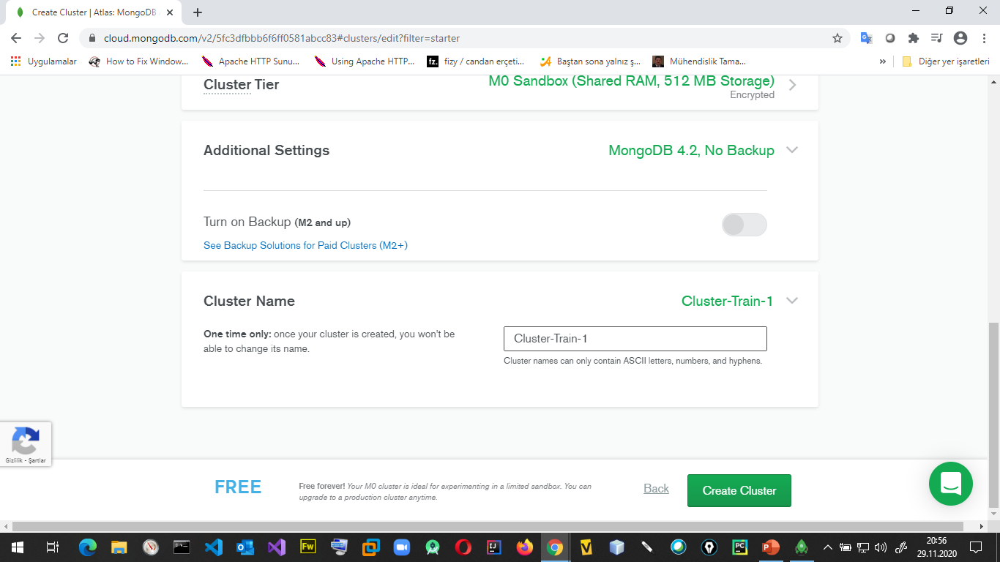 Create Cluster | Atlas: MongoDB
cloud.mongodb.com/v2/5fc3dfbbb6f6ff0581abcc83#clusters/edit?filter=starter
Uygulamalar
How to Fix Window...
Apache HTTP Sunu...
Using Apache HTTP...
fz.
fizy / candan erçeti...
Baştan sona yalnız ş...
Mühendislik Tama...
»
Diğer yer işaretleri
Cluster Tier
M0 Sandbox (Shared RAM, 512 MB Storage)
Encrypted
Additional Settings
MongoDB 4.2, No Backup
Turn on Backup (M2 and up)
See Backup Solutions for Paid Clusters (M2+)
Cluster Name
Cluster-Train-1
One time only: once your cluster is created, you won't be
able to change its name.
Cluster-Train-1
Cluster names can only contain ASCII letters, numbers, and hyphens.
Gizlilik - Şartlar
FREE
Free forever! Your M0 cluster is ideal for experimenting in a limited sandbox. You can
upgrade to a production cluster anytime.
Back
Create Cluster
Fw
IJ
PC
P
20:56
29.11.2020